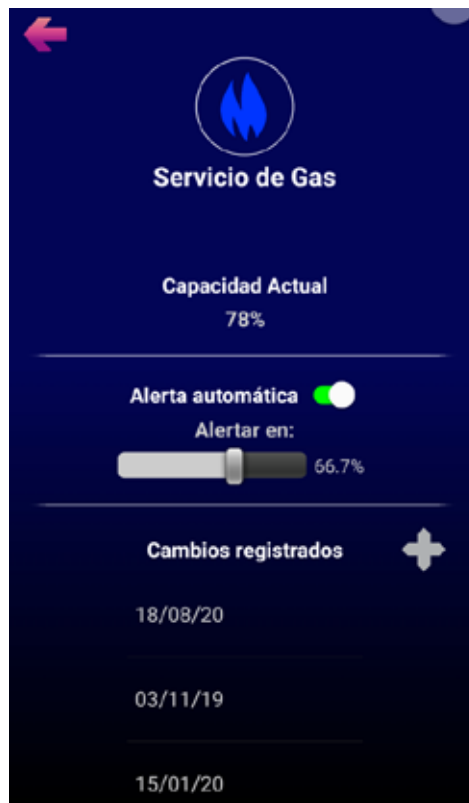 Servicio de Gas
Capacidad Actual
78%
Alerta automática
Alertar en:
66.7%
Cambios registrados
18/08/20
03/11/19
15/01/20